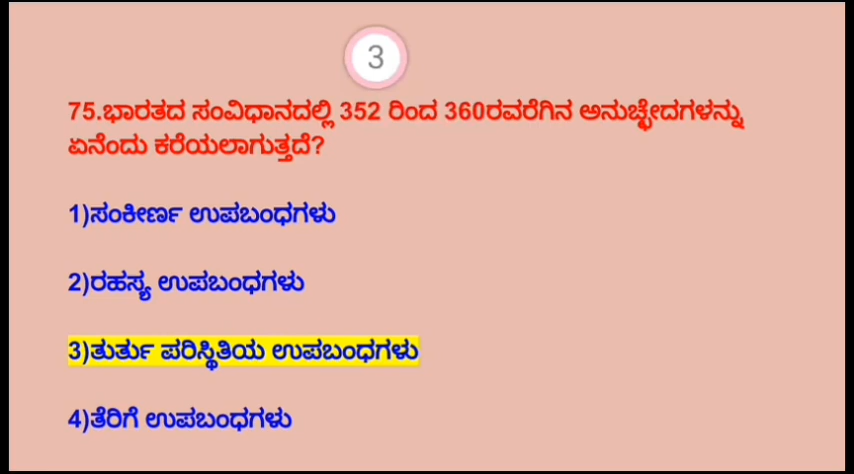 3
75.ಭಾರತದ ಸಂವಿಧಾನದಲ್ಲಿ 352 ರಿಂದ 360ರವರೆಗಿನ ಅನುಚ್ಛೇದಗಳನ್ನು
ಏನೆಂದು ಕರೆಯಲಾಗುತ್ತದೆ?
1)ಸಂಕೀರ್ಣ ಉಪಬಂಧಗಳು
2)ರಹಸ್ಯ ಉಪಬಂಧಗಳು
3)ತುರ್ತು ಪರಿಸ್ಥಿತಿಯ ಉಪಬಂಧಗಳು
4)ತೆರಿಗೆ ಉಪಬಂಧಗಳು